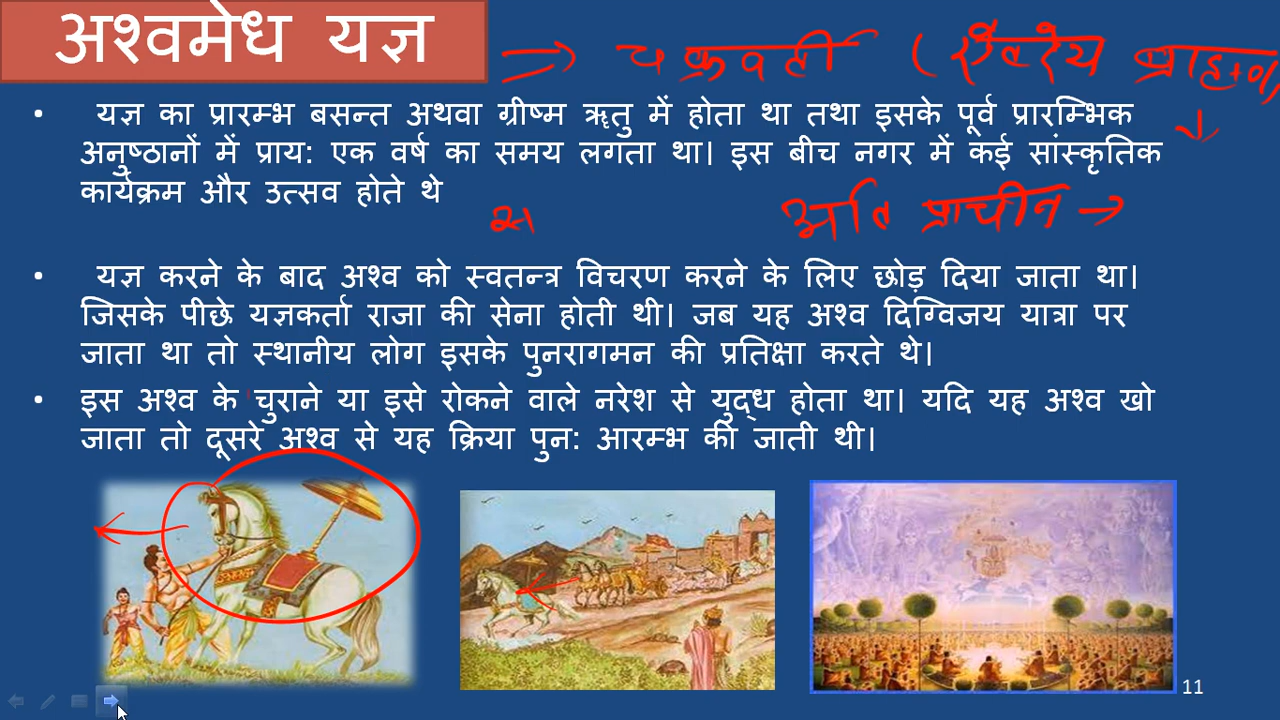 अश्वमेध यज्ञ
चक्रवर्ती (ऐतरेय ब्राह्मण)
यज्ञ का प्रारम्भ बसन्त अथवा ग्रीष्म ऋतु में होता था तथा इसके पूर्व प्रारम्भिक
अनुष्ठानों में प्राय: एक वर्ष का समय लगता था। इस बीच नगर में कई सांस्कृतिक
कार्यक्रम और उत्सव होते थे
अति प्राचीन
यज्ञ करने के बाद अश्व को स्वतन्त्र विचरण करने के लिए छोड़ दिया जाता था।
जिसके पीछे यज्ञकर्ता राजा की सेना होती थी। जब यह अश्व दिग्विजय यात्रा पर
जाता था तो स्थानीय लोग इसके पुनरागमन की प्रतिक्षा करते थे।
इस अश्व के चुराने या इसे रोकने वाले नरेश से युद्ध होता था। यदि यह अश्व खो
जाता तो दूसरे अश्व से यह क्रिया पुन: आरम्भ की जाती थी।
11